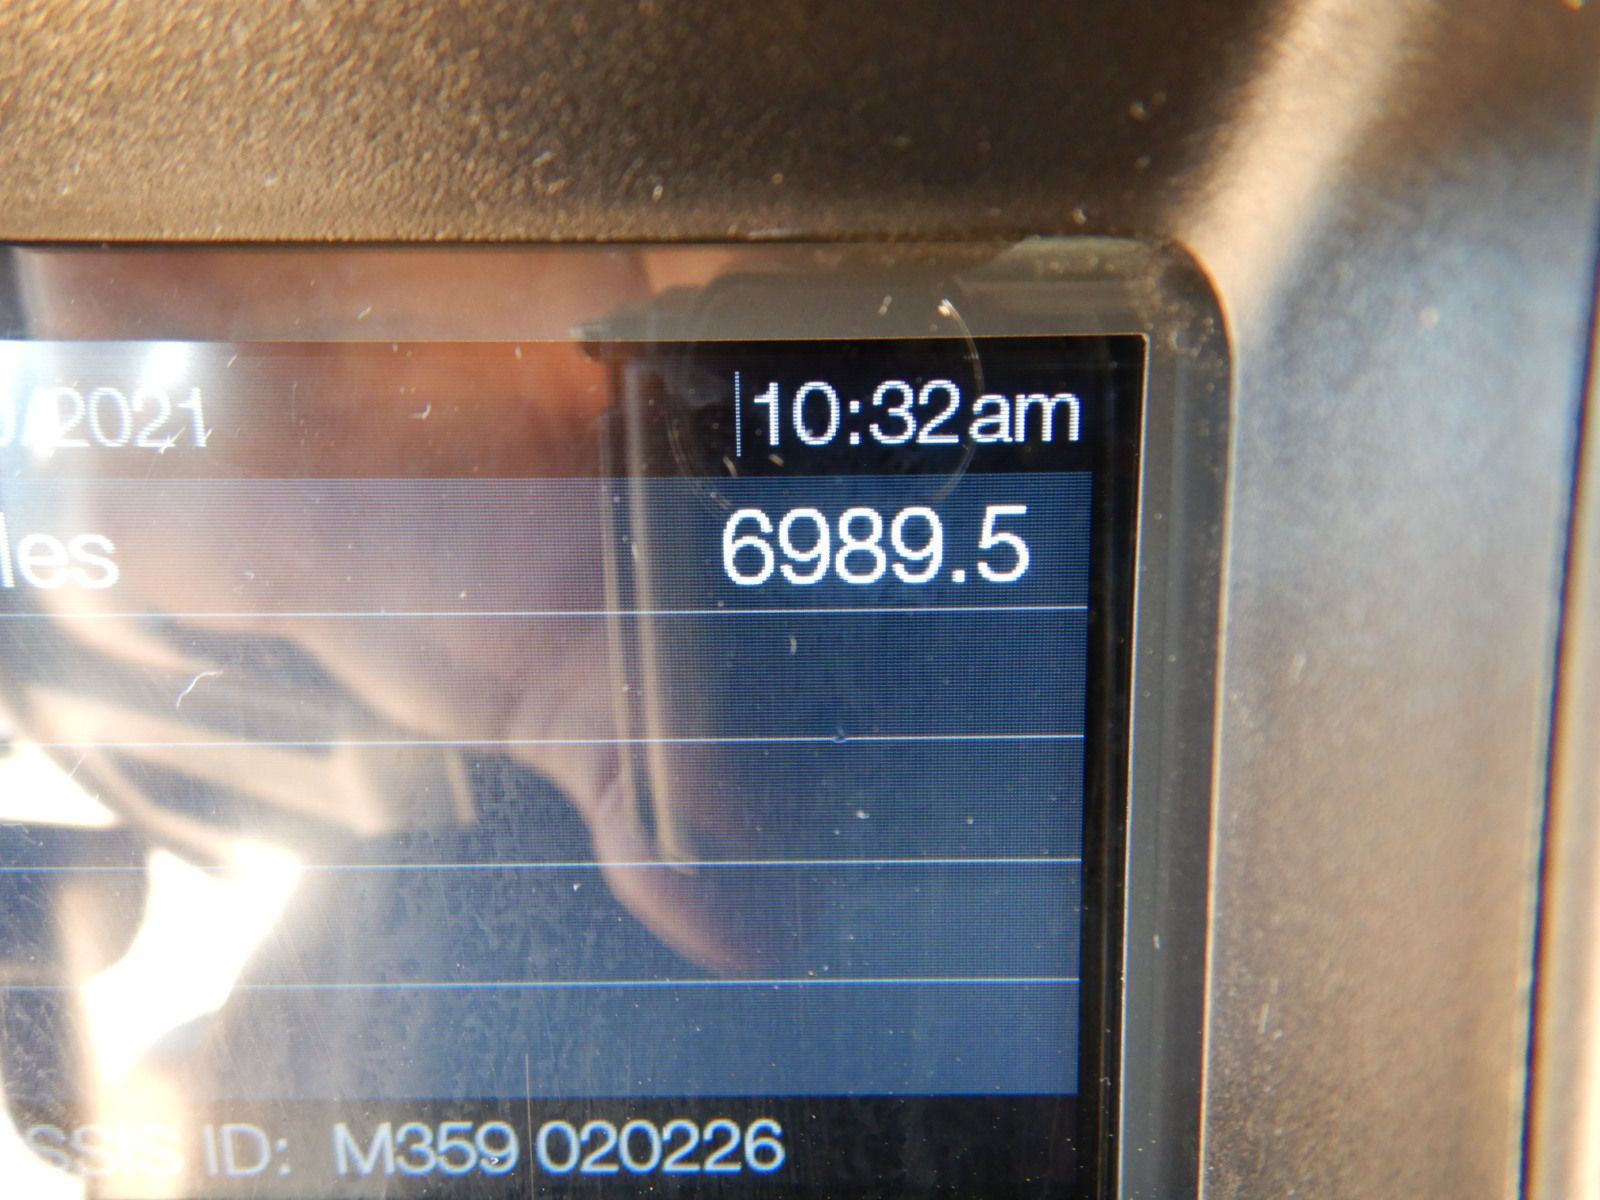 /2021 10:32am
les 6989.5
SSIS ID: M359 020226